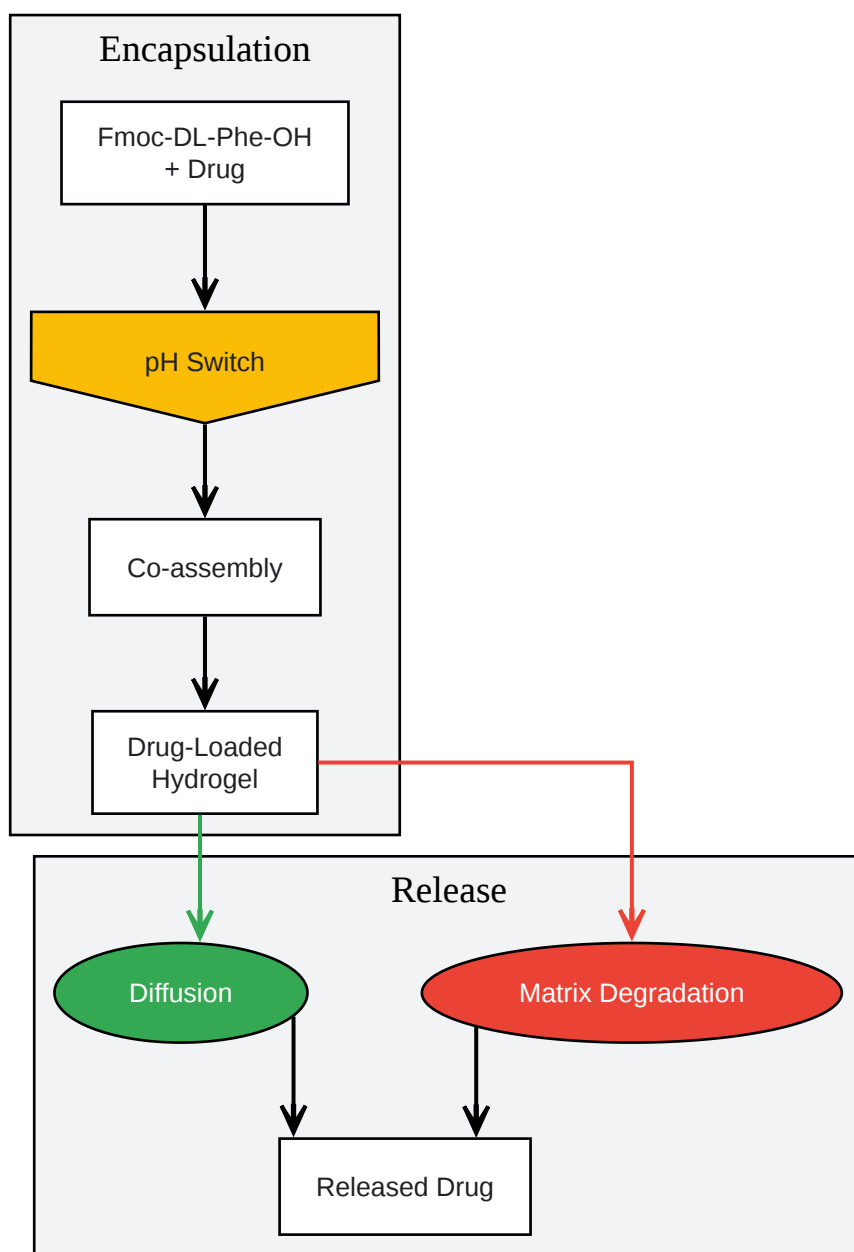 Encapsulation
Fmoc-DL-Phe-OH
+ Drug
pH Switch
Co-assembly
Drug-Loaded
Hydrogel
Release
Diffusion
Matrix Degradation
Released Drug